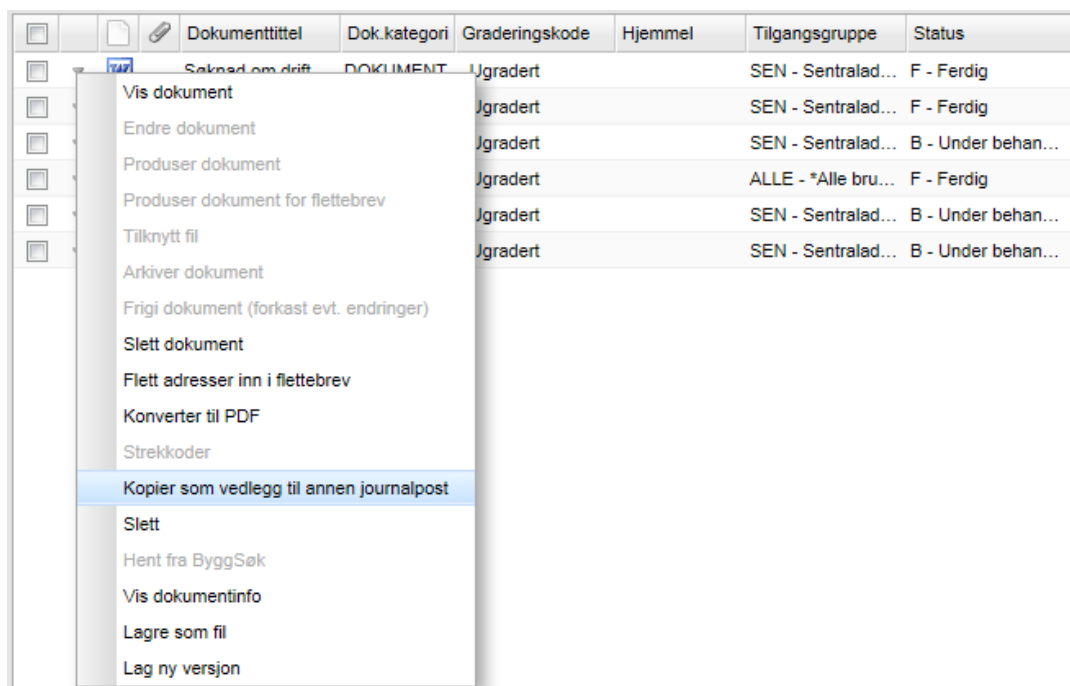 Dokumenttittel Dok.kategori Graderingskode Hjemmel Tilgangsgruppe Status
Søknad om drift DOKUMENT Ugradert SEN - Sentralad... F - Ferdig
Ugradert SEN - Sentralad... F - Ferdig
Ugradert SEN - Sentralad... B - Under behan...
Ugradert ALLE - *Alle bru... F - Ferdig
Ugradert SEN - Sentralad... B - Under behan...
Ugradert SEN - Sentralad... B - Under behan...
Vis dokument
Endre dokument
Produser dokument
Produser dokument for flettebrev
Tilknytt fil
Arkiver dokument
Frigi dokument (forkast evt. endringer)
Slett dokument
Flett adresser inn i flettebrev
Konverter til PDF
Strekkoder
Kopier som vedlegg til annen journalpost
Slett
Hent fra ByggSøk
Vis dokumentinfo
Lagre som fil
Lag ny versjon